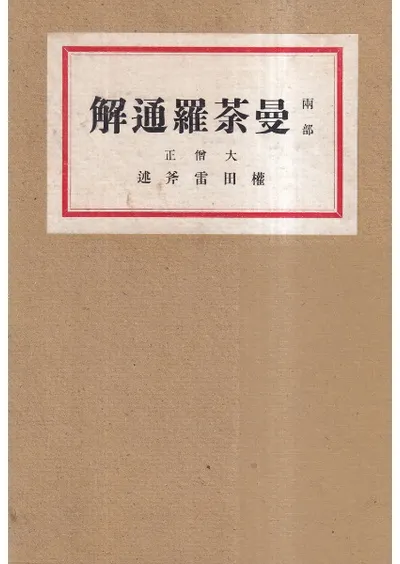 兩部
曼荼羅通解
大僧正
權田雷斧述